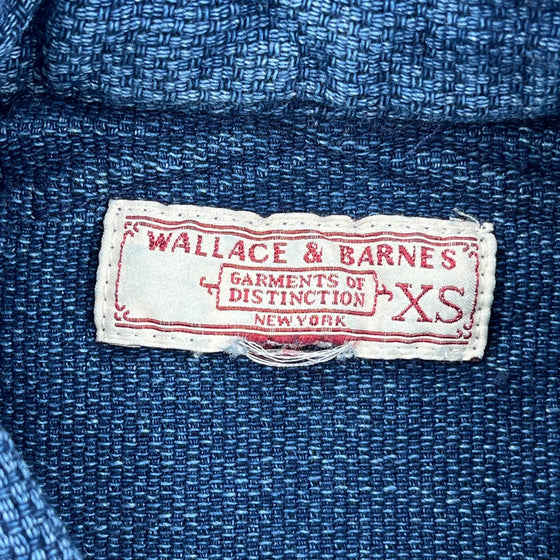 WALLACE & BARNES
GARMENTS OF
DISTINCTION
NEW YORK
XS